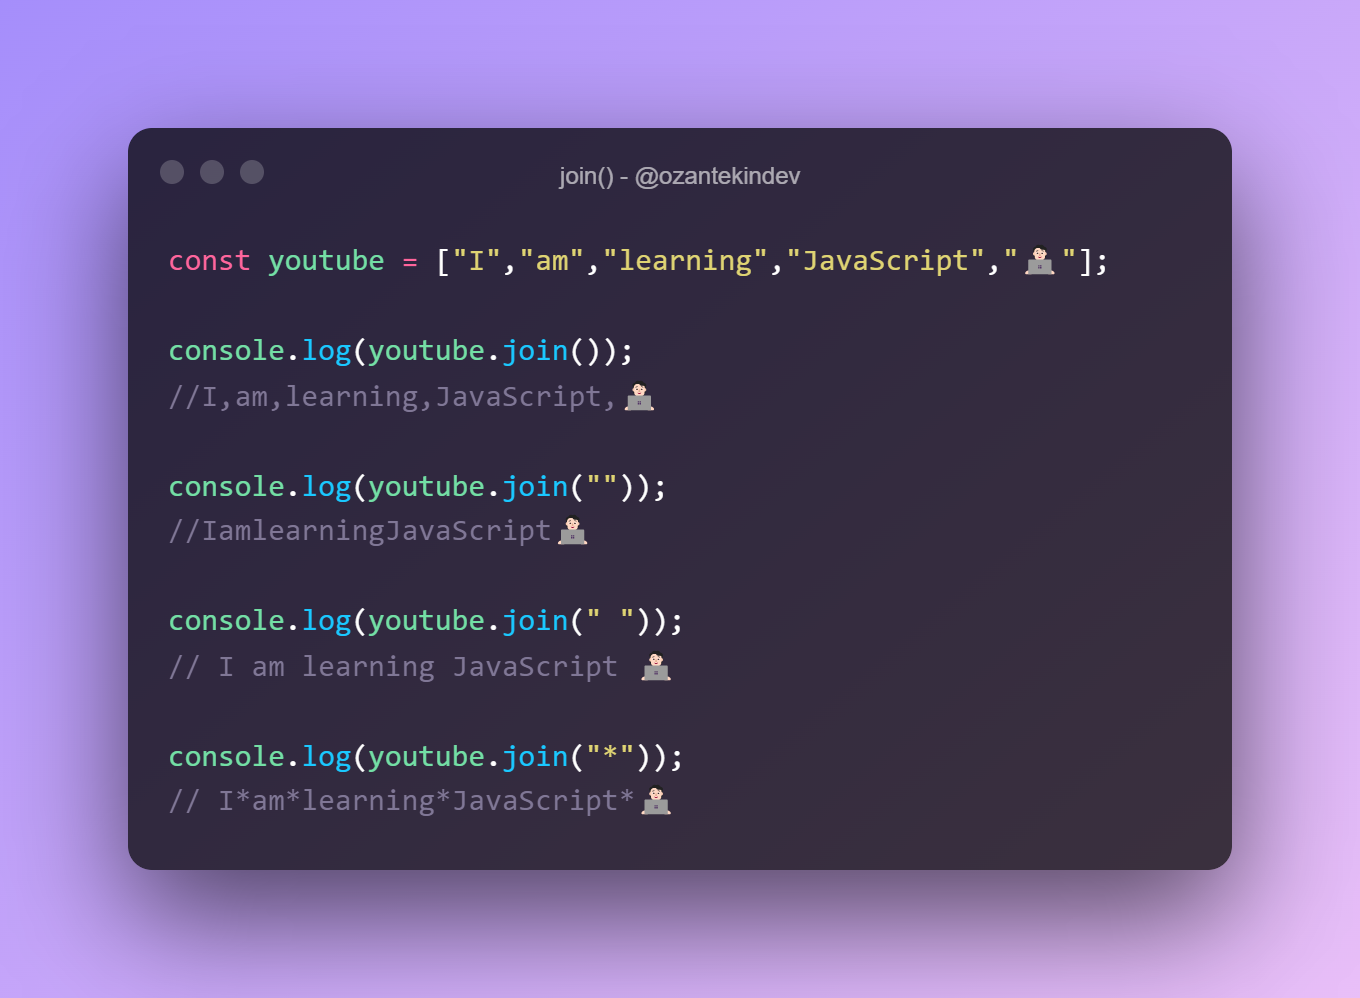 join() - @ozantekindev
const youtube = ["I","am","learning","JavaScript","👨🏻‍💻"];
console.log(youtube.join());
//I,am,learning,JavaScript,👨🏻‍💻
console.log(youtube.join(""));
//IamlearningJavaScript👨🏻‍💻
console.log(youtube.join(" "));
// I am learning JavaScript 👨🏻‍💻
console.log(youtube.join("*"));
// I*am*learning*JavaScript*👨🏻‍💻